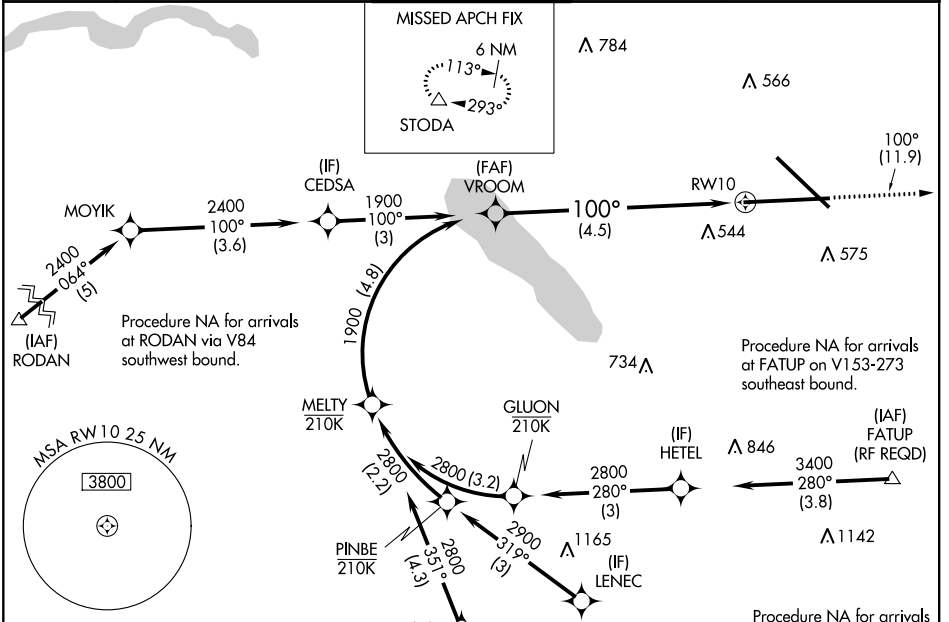 MISSED APCH FIX
6 NM
113°
293°
STODA
784
566
100°
(11.9)
(IF)
CEDSA
(FAF)
VROOM
RW10
MOYIK
2400
100°
(3.6)
1900
100°
(3)
100°
(4.5)
544
575
2400
064°
(5)
(IAF)
RODAN
Procedure NA for arrivals
at RODAN via V84
southwest bound.
1900 (4.8)
734
Procedure NA for arrivals
at FATUP on V153-273
southeast bound.
MELTY
210K
GLUON
210K
(IF)
HETEL
846
(IAF)
FATUP
(RF REQD)
MSA RW10 25 NM
3800
2800
(2.2)
2800 (3.2)
2800
280°
(3)
3400
280°
(3.8)
PINBE
210K
2800
351°
(4.3)
2900
319°
(3)
1165
(IF)
LENEC
1142
Procedure NA for arrivals